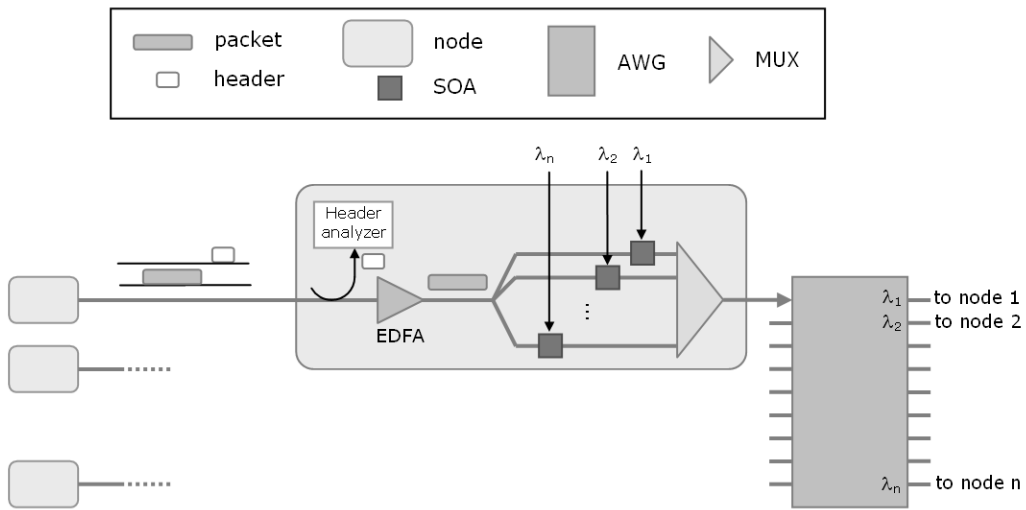 packet
header
node
SOA
AWG
MUX
λn
λ2
λ1
Header
analyzer
EDFA
⋮
λ1 to node 1
λ2 to node 2
λn to node n